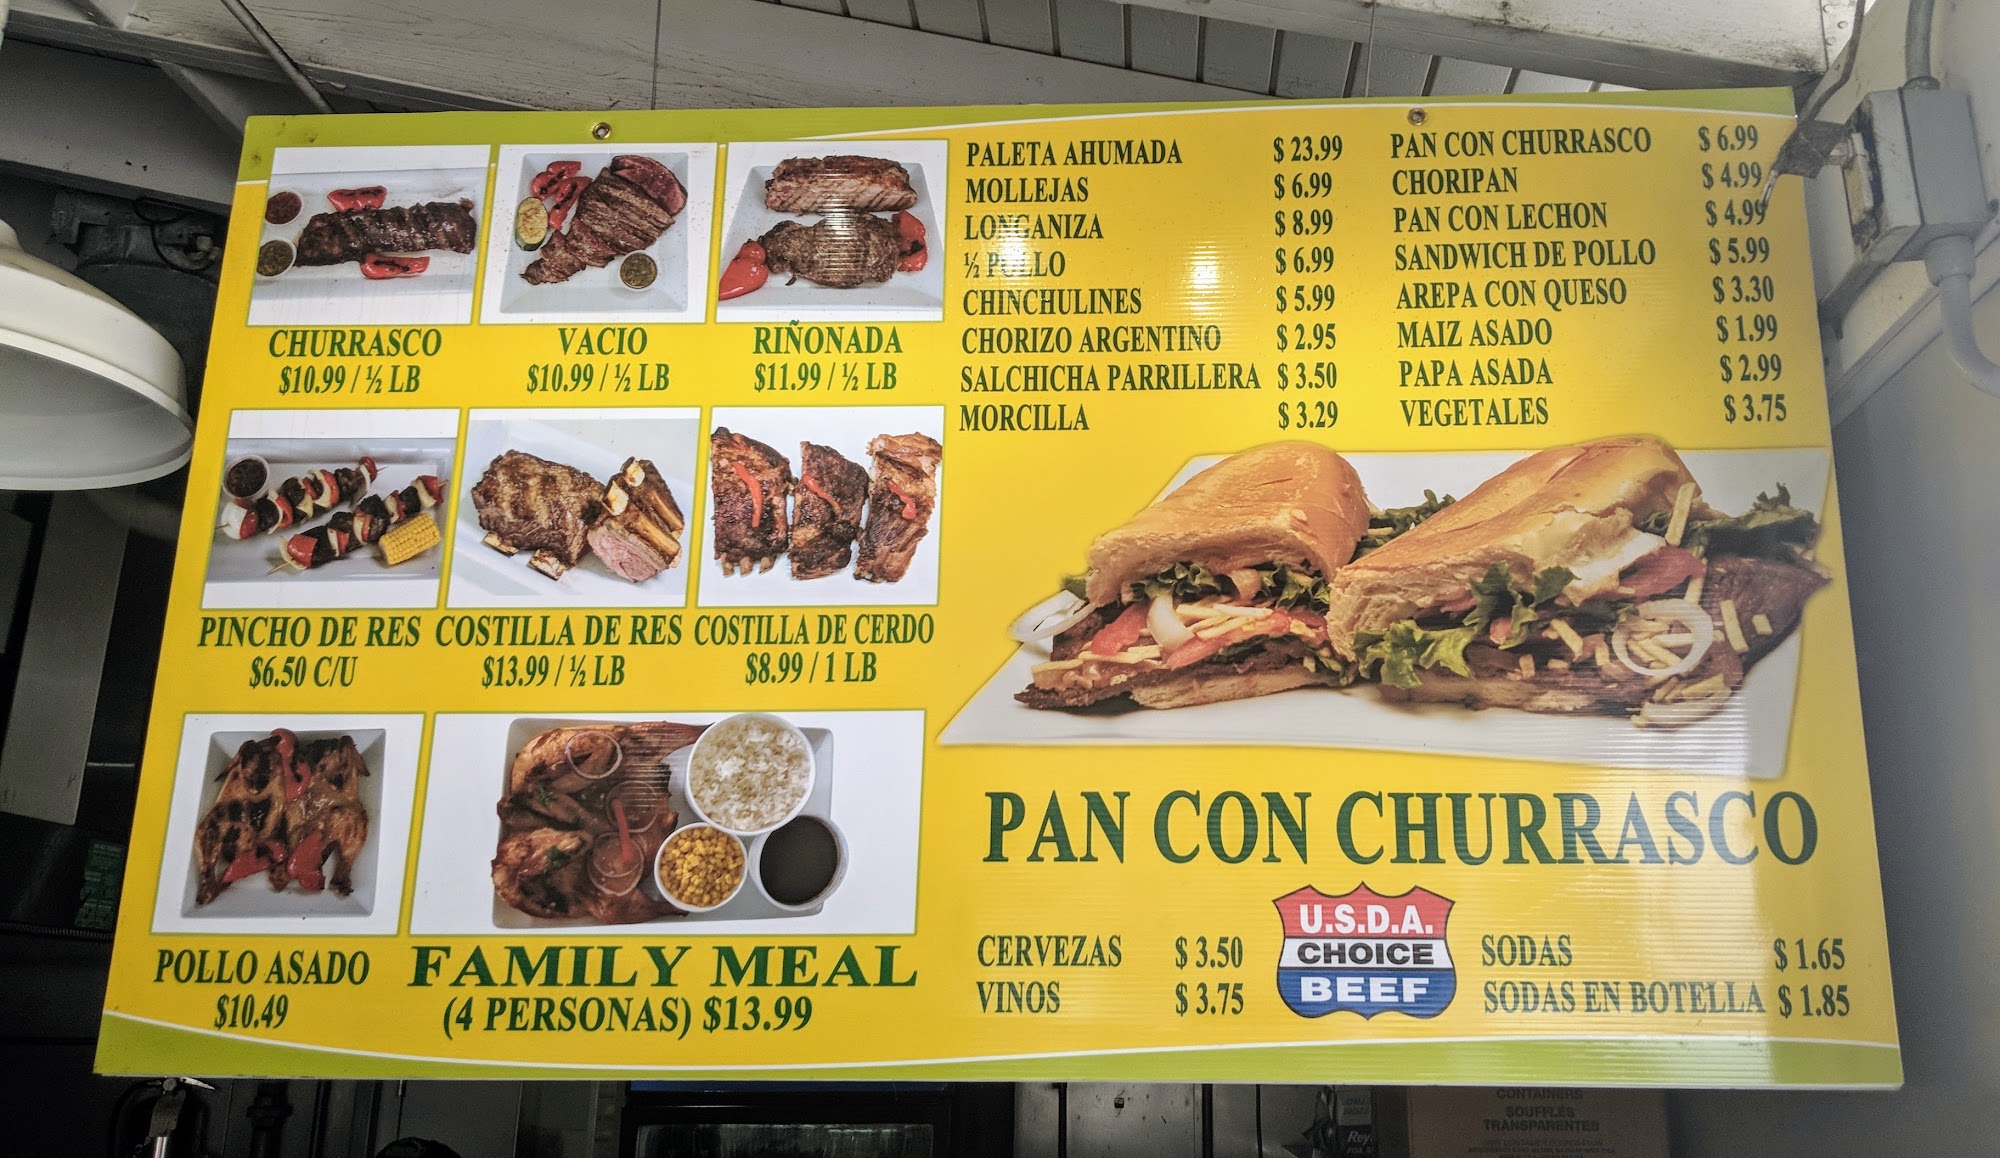 CHURRASCO
$10.99 / ½ LB
VACIO
$10.99 / ½ LB
RIÑONADA
$11.99 / ½ LB
PINCHO DE RES
$6.50 C/U
COSTILLA DE RES
$13.99 / ½ LB
COSTILLA DE CERDO
$8.99 / 1 LB
POLLO ASADO
$10.49
FAMILY MEAL
(4 PERSONAS) $13.99
PALETA AHUMADA $ 23.99
MOLLEJAS $ 6.99
LONGANIZA $ 8.99
½ POLLO $ 6.99
CHINCHULINES $ 5.99
CHORIZO ARGENTINO $ 2.95
SALCHICHA PARRILLERA $ 3.50
MORCILLA $ 3.29
PAN CON CHURRASCO $ 6.99
CHORIPAN $ 4.99
PAN CON LECHON $ 4.99
SANDWICH DE POLLO $ 5.99
AREPA CON QUESO $ 3.30
MAIZ ASADO $ 1.99
PAPA ASADA $ 2.99
VEGETALES $ 3.75
PAN CON CHURRASCO
CERVEZAS $ 3.50
VINOS $ 3.75
U.S.D.A.
CHOICE
BEEF
SODAS $ 1.65
SODAS EN BOTELLA $ 1.85
CONTAINERS
SOUFFLES
TRANSPARENTES